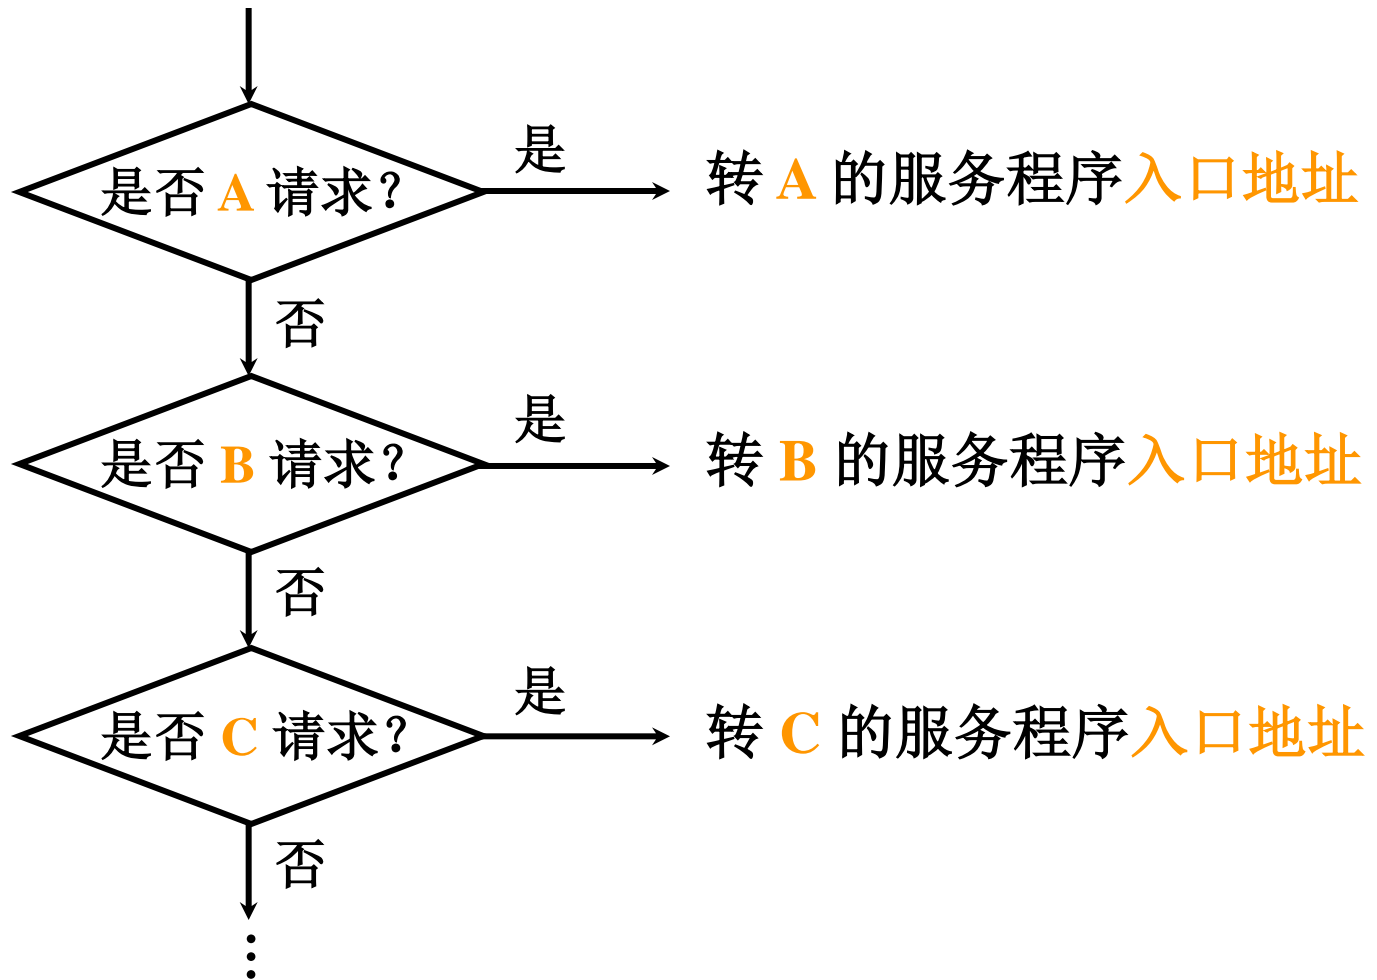 是
是否 A 请求？
转 A 的服务程序入口地址
否
是
是否 B 请求？
转 B 的服务程序入口地址
否
是
是否 C 请求？
转 C 的服务程序入口地址
否
⋮